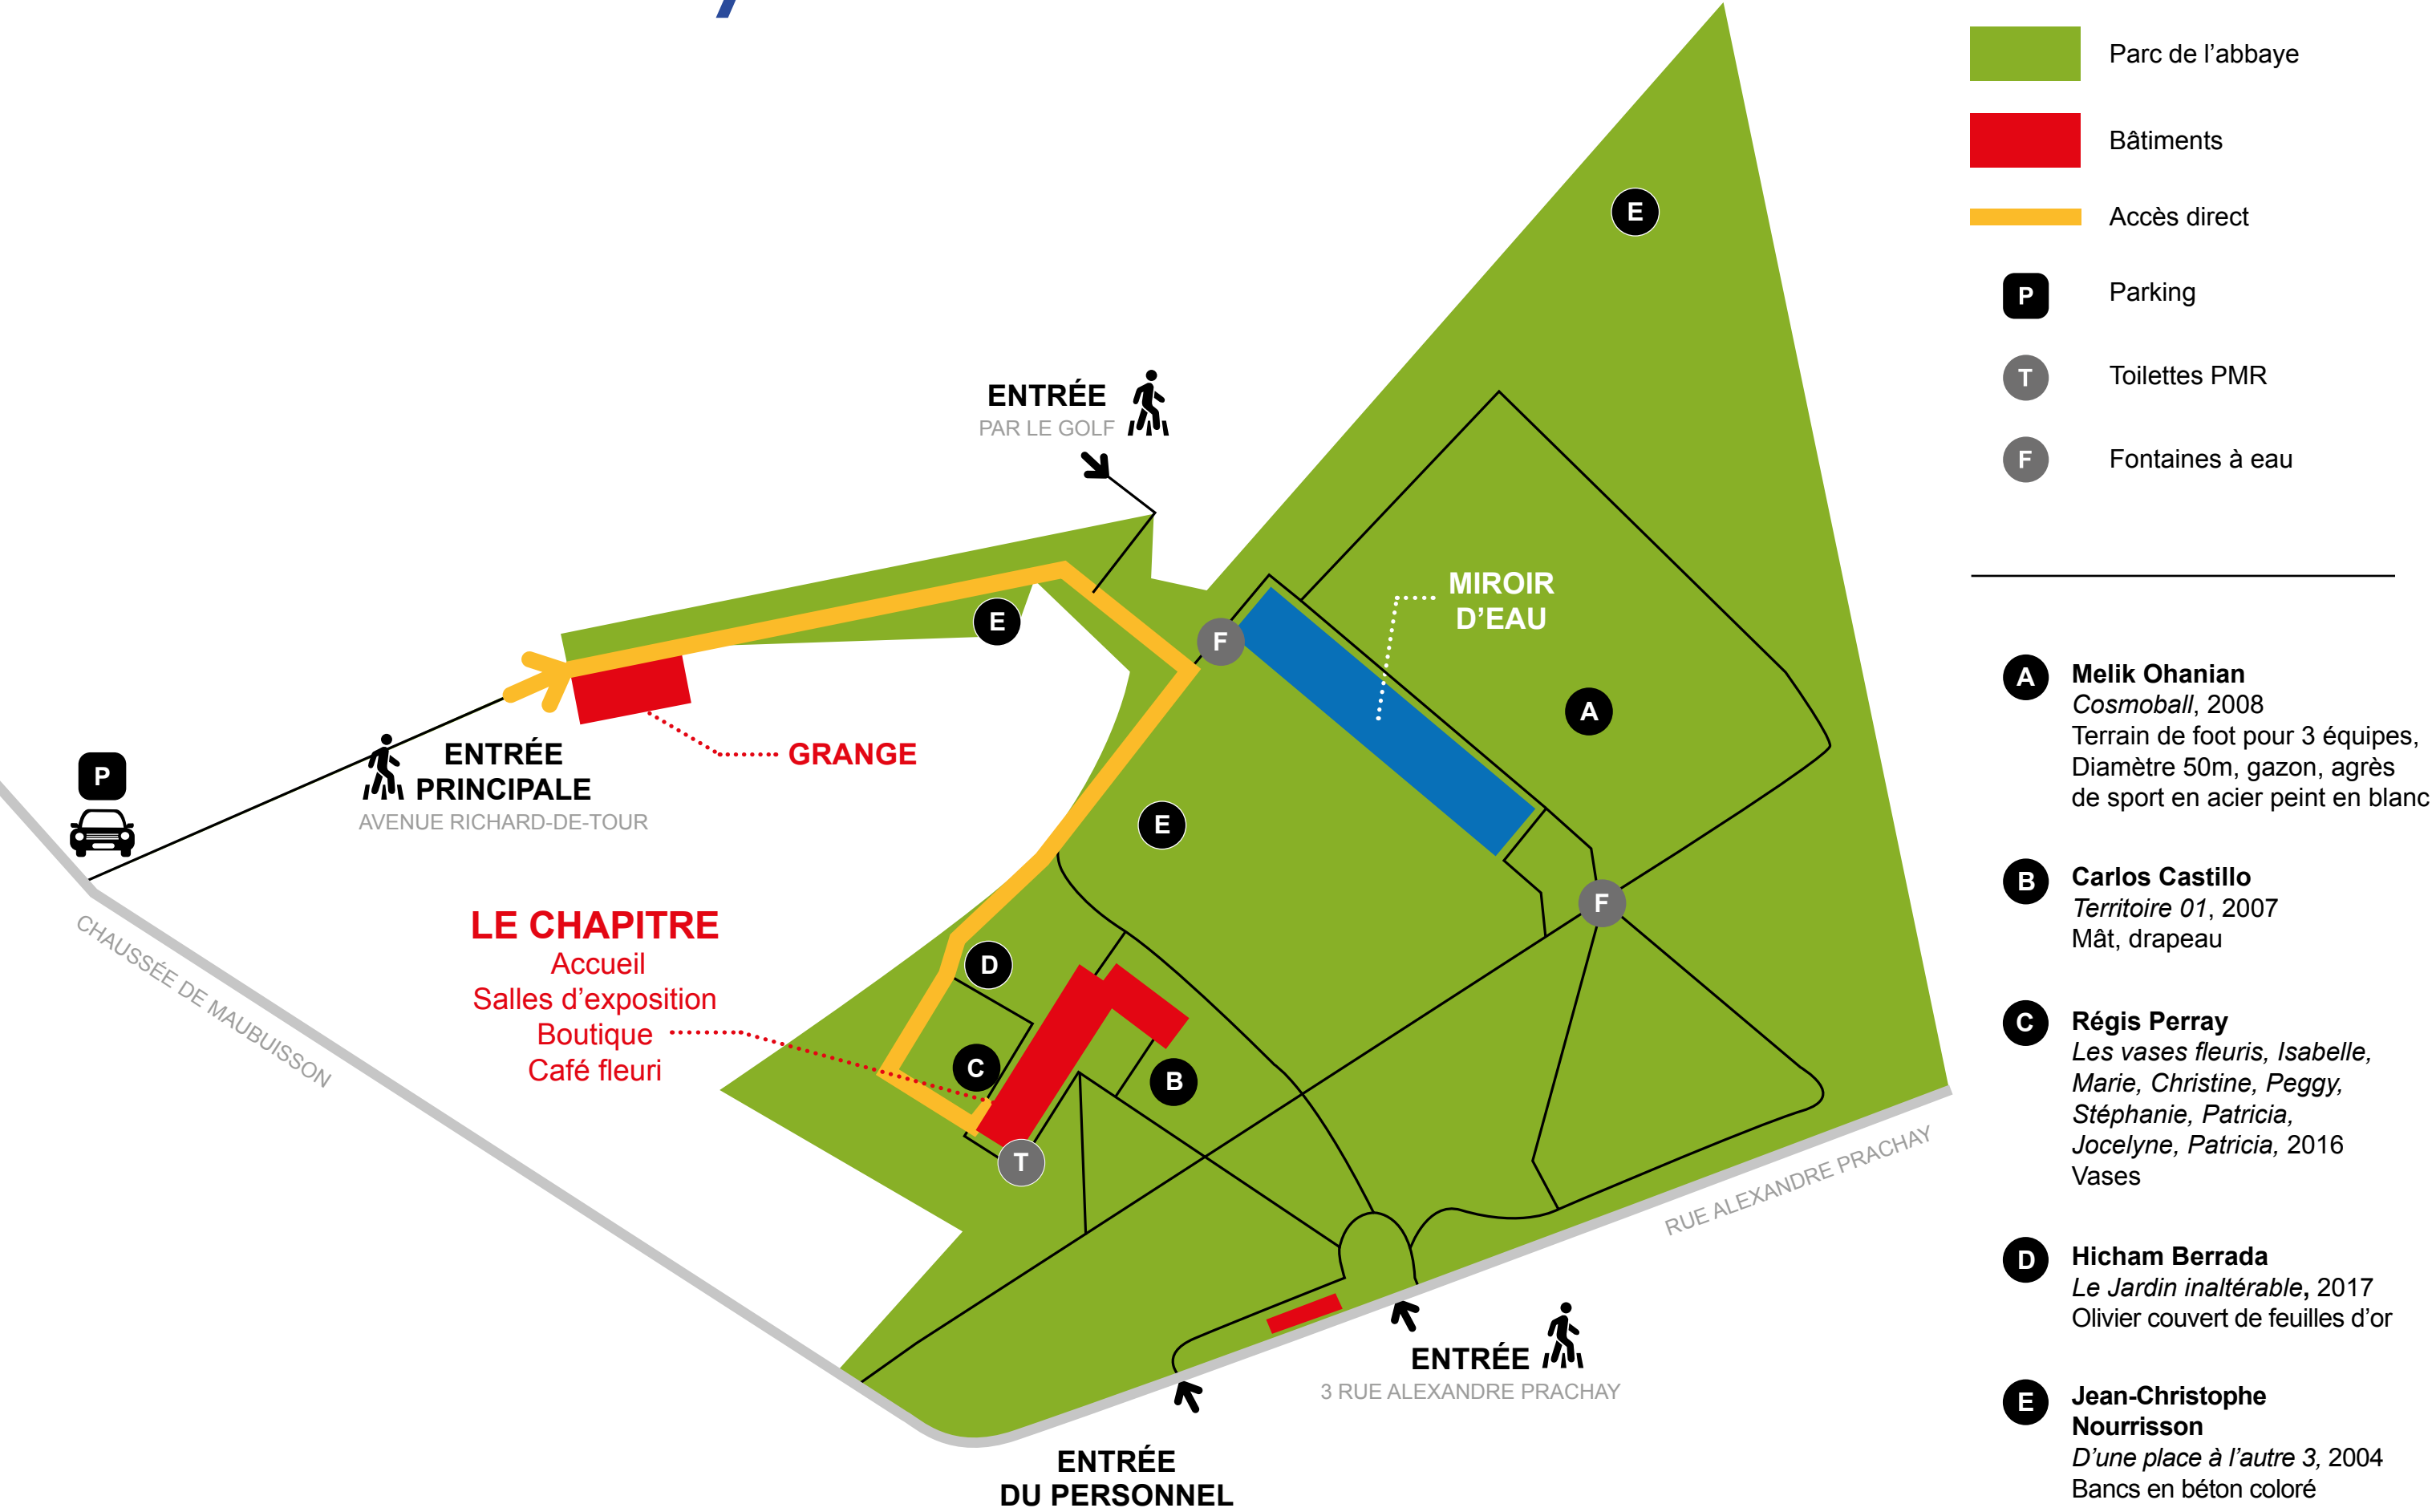 ENTRÉE
PAR LE GOLF
E
E
MIROIR
D'EAU
F
A
GRANGE
P
ENTRÉE
PRINCIPALE
AVENUE RICHARD-DE-TOUR
E
F
CHAUSSÉE DE MAUBUISSON
LE CHAPITRE
Accueil
Salles d'exposition
Boutique
Café fleuri
D
C
B
T
RUE ALEXANDRE PRACHAY
ENTRÉE
3 RUE ALEXANDRE PRACHAY
ENTRÉE
DU PERSONNEL
Parc de l'abbaye
Bâtiments
Accès direct
P Parking
T Toilettes PMR
F Fontaines à eau
A Melik Ohanian
Cosmoball, 2008
Terrain de foot pour 3 équipes,
Diamètre 50m, gazon, agrès
de sport en acier peint en blanc
B Carlos Castillo
Territoire 01, 2007
Mât, drapeau
C Régis Perray
Les vases fleuris, Isabelle,
Marie, Christine, Peggy,
Stéphanie, Patricia,
Jocelyne, Patricia, 2016
Vases
D Hicham Berrada
Le Jardin inaltérable, 2017
Olivier couvert de feuilles d'or
E Jean-Christophe
Nourrisson
D'une place à l'autre 3, 2004
Bancs en béton coloré